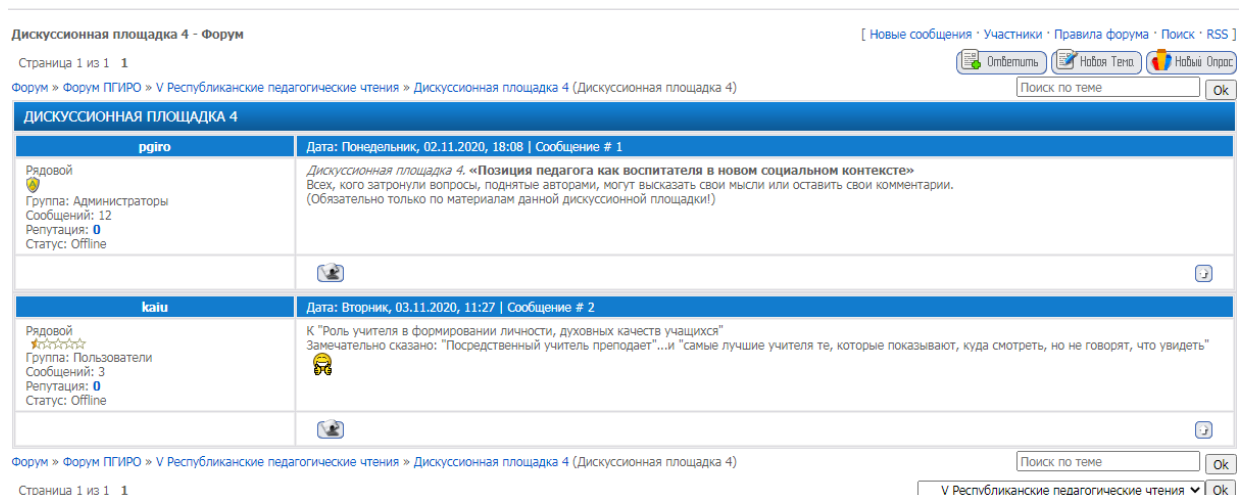 Дискуссионная площадка 4 - Форум
[ Новые сообщения · Участники · Правила форума · Поиск · RSS ]
Страница 1 из 1 1
Ответить Новая Тема Новый Опрос
Форум » Форум ПГИРО » V Республиканские педагогические чтения » Дискуссионная площадка 4 (Дискуссионная площадка 4)
Поиск по теме Ok
ДИСКУССИОННАЯ ПЛОЩАДКА 4
pgiro
Дата: Понедельник, 02.11.2020, 18:08 | Сообщение # 1
Рядовой
Группа: Администраторы
Сообщений: 12
Репутация: 0
Статус: Offline
Дискуссионная площадка 4. «Позиция педагога как воспитателя в новом социальном контексте»
Всех, кого затронули вопросы, поднятые авторами, могут высказать свои мысли или оставить свои комментарии.
(Обязательно только по материалам данной дискуссионной площадки!)
kaiu
Дата: Вторник, 03.11.2020, 11:27 | Сообщение # 2
Рядовой
Группа: Пользователи
Сообщений: 3
Репутация: 0
Статус: Offline
К "Роль учителя в формировании личности, духовных качеств учащихся"
Замечательно сказано: "Посредственный учитель преподает"...и "самые лучшие учителя те, которые показывают, куда смотреть, но не говорят, что увидеть"
Форум » Форум ПГИРО » V Республиканские педагогические чтения » Дискуссионная площадка 4 (Дискуссионная площадка 4)
Поиск по теме Ok
Страница 1 из 1 1
V Республиканские педагогические чтения Ok